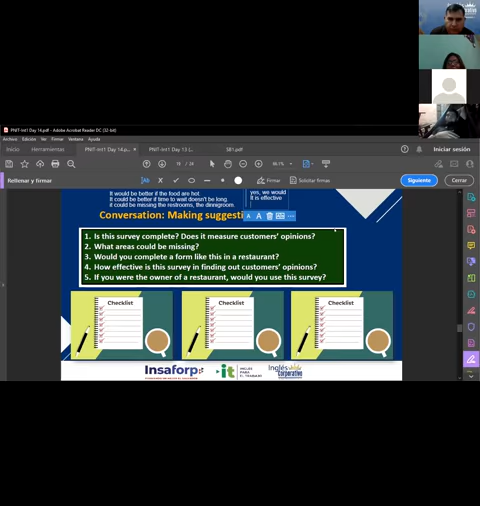 PNIT-Int1 Day 14.pdf - Adobe Acrobat Reader DC (32-bit)
Archivo Edición Ver Firmar Ventana Ayuda
Inicio Herramientas PNIT-Int1 Day 14.p... × PNIT-Int1 Day 13 I... SB1.pdf Iniciar sesión
Rellenar y firmar Firmar Solicitar firmas Siguiente Cerrar
It would be better if the food are hot.
It could be better if time to wait doesn't be long
it could be missing the restrooms, the dinnigroom.
yes, we would
It is effective
Conversation: Making suggesti
1. Is this survey complete? Does it measure customers' opinions?
2. What areas could be missing?
3. Would you complete a form like this in a restaurant?
4. How effective is this survey in finding out customers' opinions?
5. If you were the owner of a restaurant, would you use this survey?
Checklist
Checklist
Checklist
Insaforp
it INGLÉS PARA EL TRABAJO
Inglés Corporativo